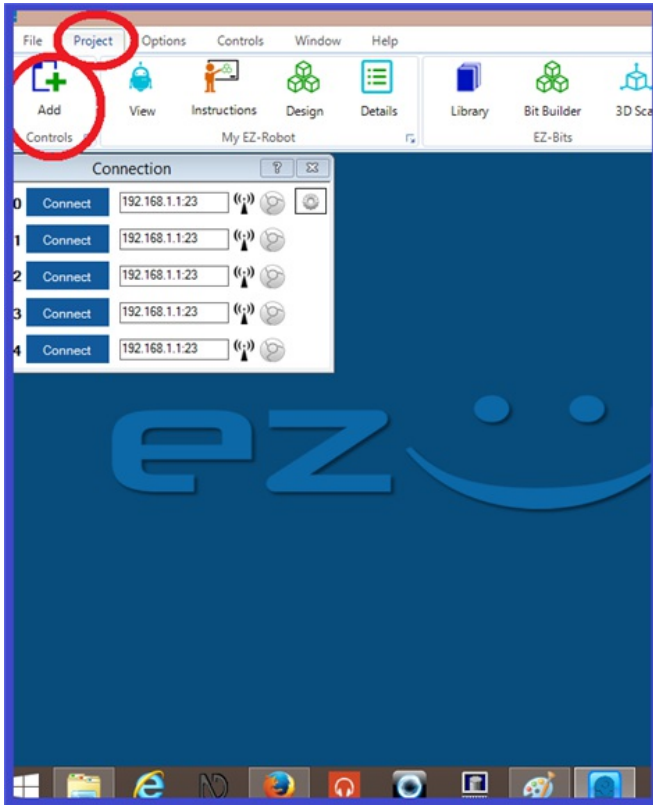 File Project Options Controls Window Help
Add View Instructions Design Details Library Bit Builder 3D Sca
Controls My EZ-Robot EZ-Bits
Connection ?
0 Connect 192.168.1.1:23
1 Connect 192.168.1.1:23
2 Connect 192.168.1.1:23
3 Connect 192.168.1.1:23
4 Connect 192.168.1.1:23
ez